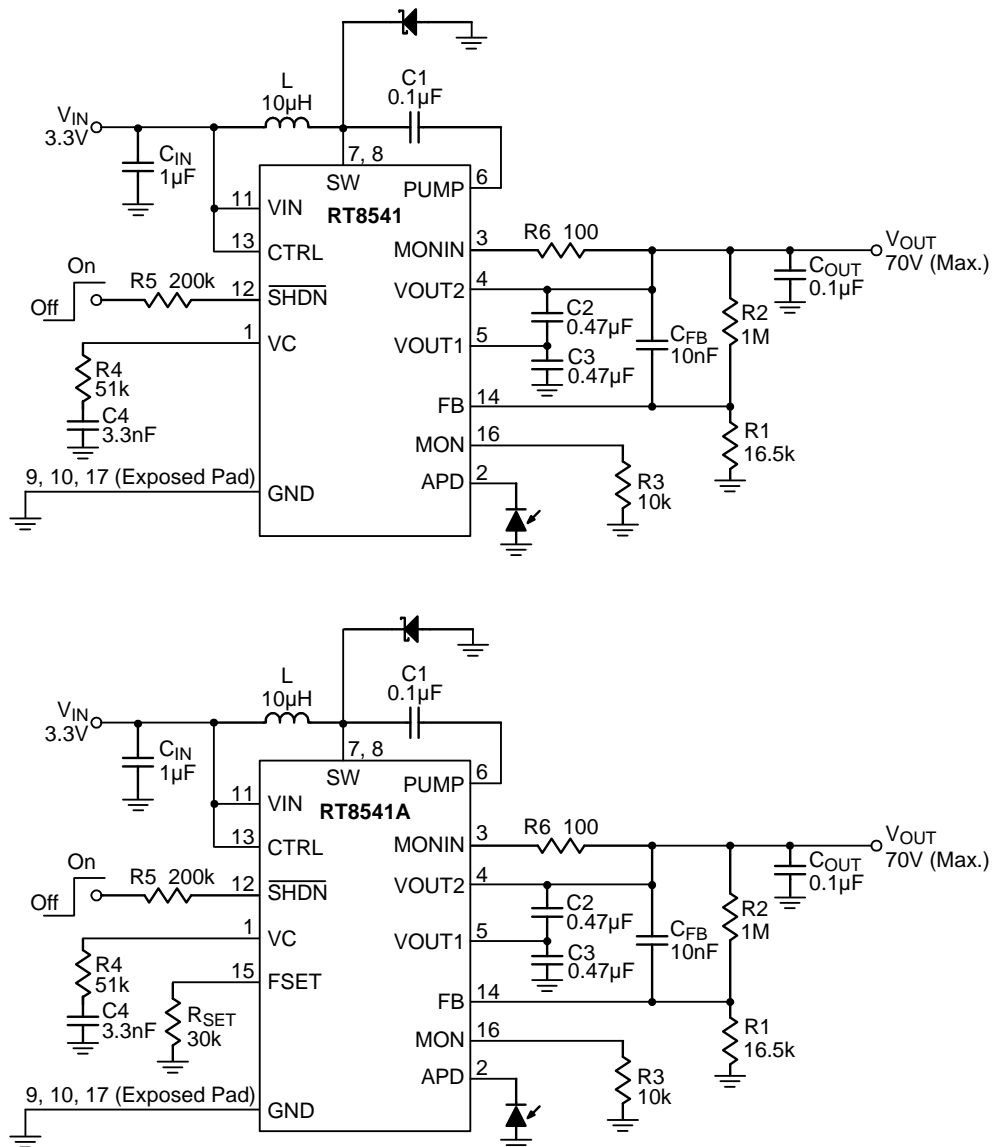 L
10µH
C1
0.1µF
VIN
3.3V
CIN
1µF
7, 8
SW
PUMP
6
RT8541
11
VIN
13
CTRL
MONIN
3
R6 100
VOUT
70V (Max.)
COUT
0.1µF
On
Off
R5 200k
12
SHDN
VOUT2
4
C2
0.47µF
R2
1M
1
VC
VOUT1
5
C3
0.47µF
CFB
10nF
R4
51k
C4
3.3nF
FB
14
R1
16.5k
MON
16
9, 10, 17 (Exposed Pad)
GND
APD
2
R3
10k
L
10µH
C1
0.1µF
VIN
3.3V
CIN
1µF
7, 8
SW
PUMP
6
RT8541A
11
VIN
13
CTRL
MONIN
3
R6 100
VOUT
70V (Max.)
COUT
0.1µF
On
Off
R5 200k
12
SHDN
VOUT2
4
C2
0.47µF
R2
1M
1
VC
VOUT1
5
C3
0.47µF
CFB
10nF
R4
51k
15
FSET
C4
3.3nF
RSET
30k
FB
14
R1
16.5k
MON
16
9, 10, 17 (Exposed Pad)
GND
APD
2
R3
10k